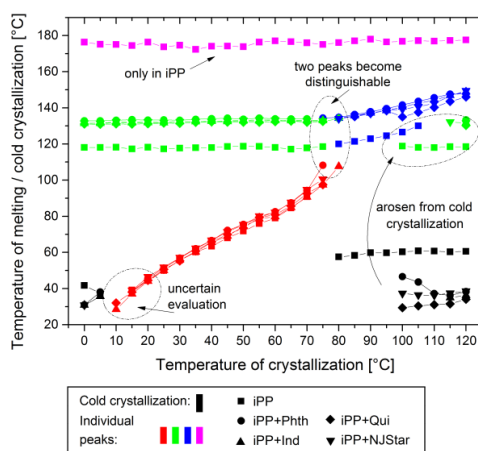 Temperature of melting / cold crystallization [°C]
180
160
140
120
100
80
60
40
20
only in iPP
two peaks become
distinguishable
arosen from cold
crystallization
uncertain
evaluation
0 10 20 30 40 50 60 70 80 90 100 110 120
Temperature of crystallization [°C]
Cold crystallization:
Individual
peaks:
iPP
iPP+Phth
iPP+Ind
iPP+Qui
iPP+NJStar